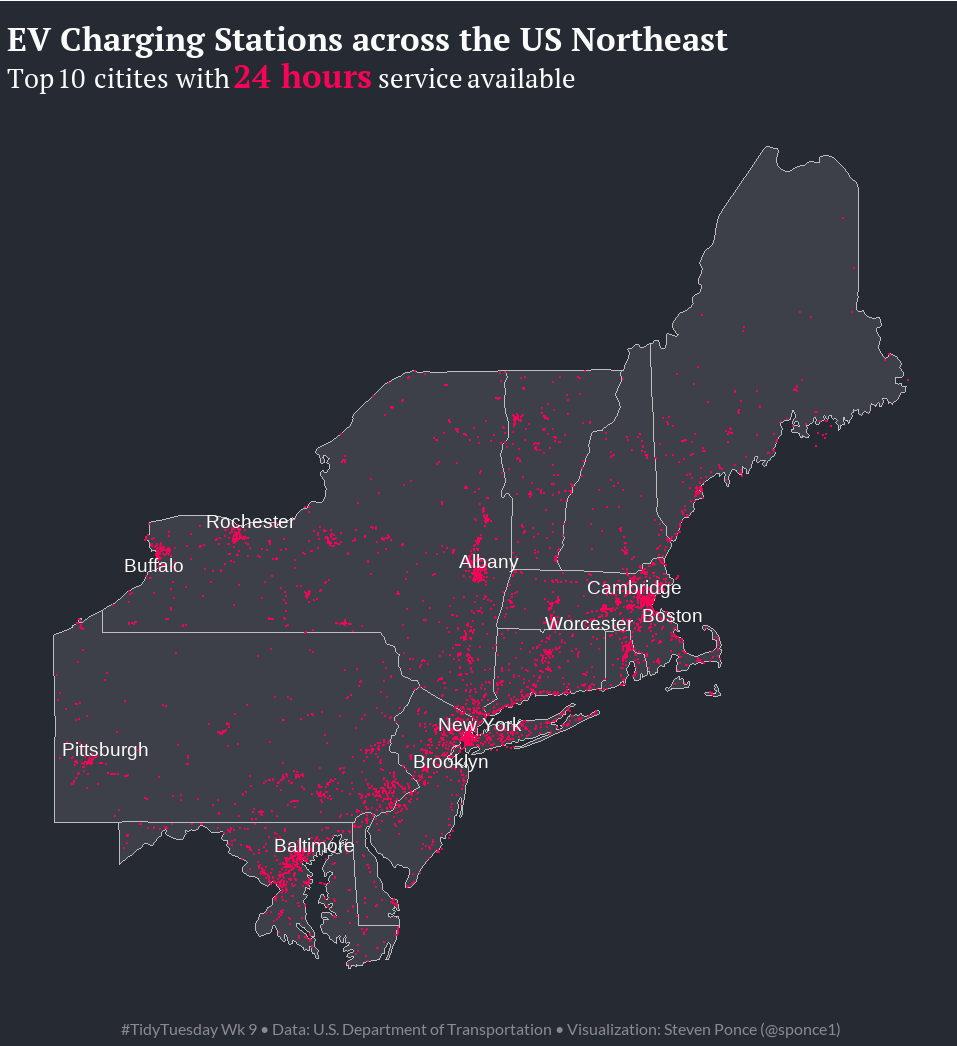 EV Charging Stations across the US Northeast
Top 10 citites with 24 hours service available
Rochester
Buffalo
Albany
Cambridge
Boston
Worcester
New York
Pittsburgh
Brooklyn
Baltimore
#TidyTuesday Wk 9 • Data: U.S. Department of Transportation • Visualization: Steven Ponce (@sponce1)